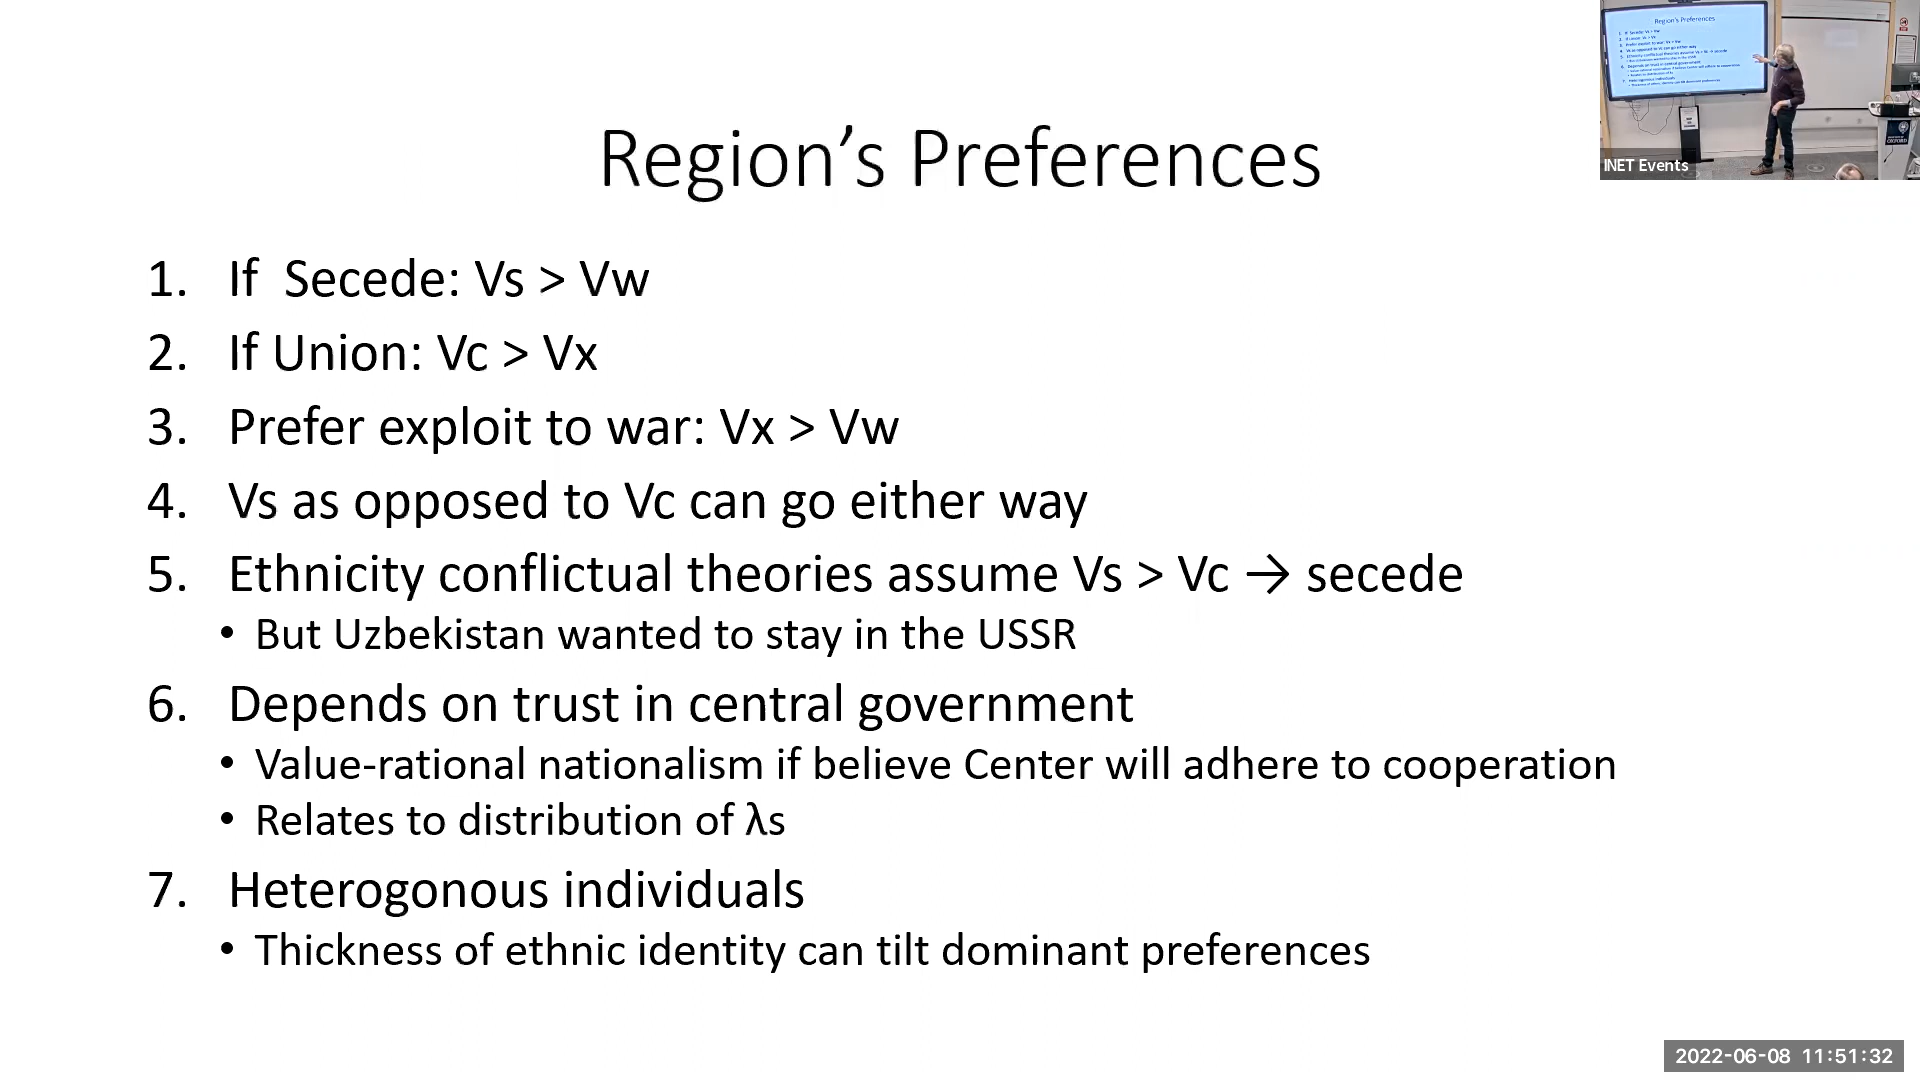 Region's Preferences
1. If  Secede: Vs > Vw
2. If Union: Vc > Vx
3. Prefer exploit to war: Vx > Vw
4. Vs as opposed to Vc can go either way
5. Ethnicity conflictual theories assume Vs > Vc → secede
• But Uzbekistan wanted to stay in the USSR
6. Depends on trust in central government
• Value-rational nationalism if believe Center will adhere to cooperation
• Relates to distribution of λs
7. Heterogonous individuals
• Thickness of ethnic identity can tilt dominant preferences
INET Events
OXFORD
2022-06-08 11:51:32